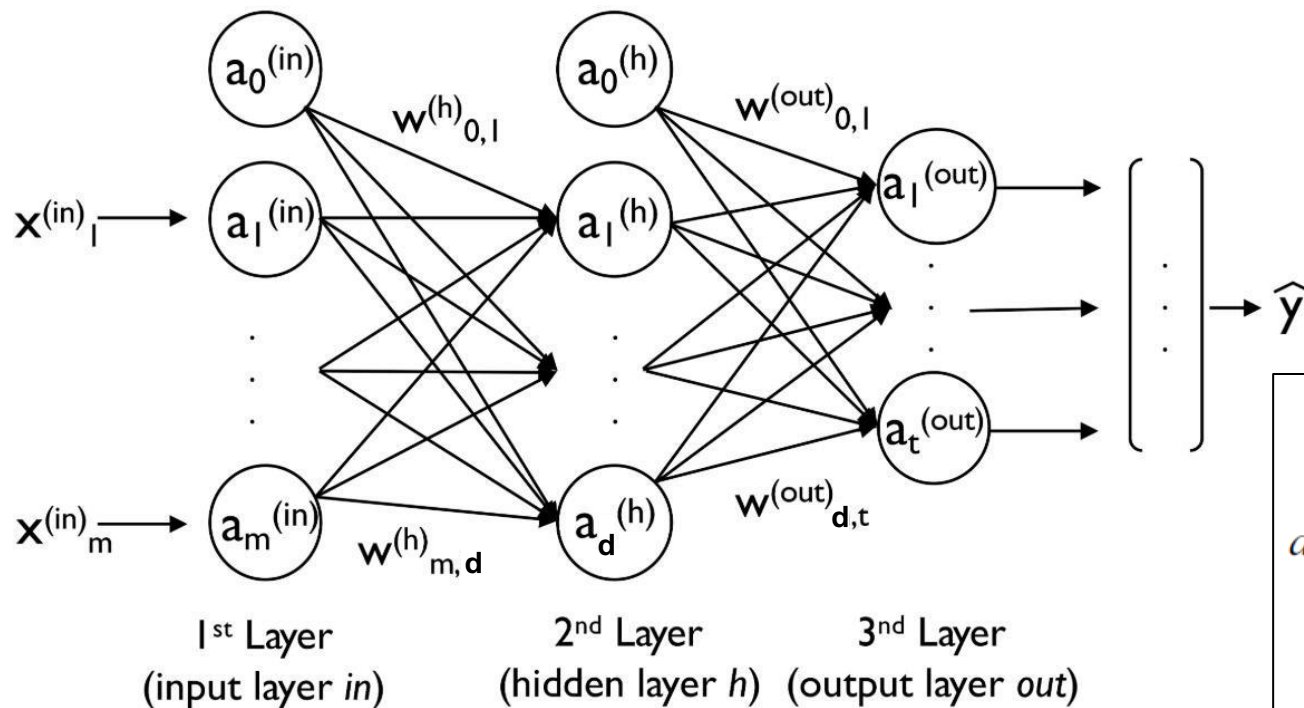 a₀⁽ⁱⁿ⁾ a₀⁽ʰ⁾
w⁽ʰ⁾₀,₁ w⁽ᵒᵘᵗ⁾₀,₁
x⁽ⁱⁿ⁾₁ a₁⁽ⁱⁿ⁾ a₁⁽ʰ⁾ a₁⁽ᵒᵘᵗ⁾
. . . . . . . . . . . .
ŷ
aₜ⁽ᵒᵘᵗ⁾
x⁽ⁱⁿ⁾ₘ aₘ⁽ⁱⁿ⁾ w⁽ʰ⁾m,d a_d⁽ʰ⁾ w⁽ᵒᵘᵗ⁾d,t
a
1st Layer 2nd Layer 3nd Layer
(input layer in) (hidden layer h) (output layer out)